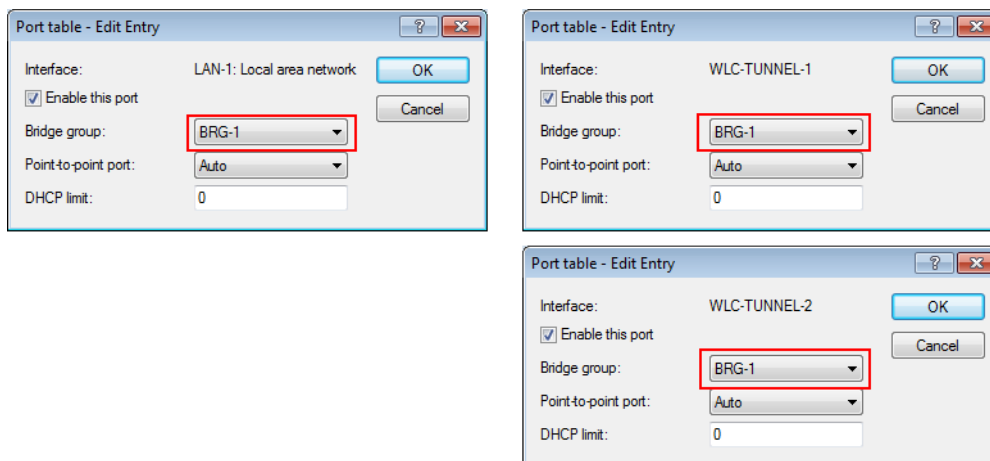 Port table - Edit Entry
Interface: LAN-1: Local area network OK
Enable this port
Cancel
Bridge group: BRG-1
Point-to-point port: Auto
DHCP limit: 0
Port table - Edit Entry
Interface: WLC-TUNNEL-1 OK
Enable this port
Cancel
Bridge group: BRG-1
Point-to-point port: Auto
DHCP limit: 0
Port table - Edit Entry
Interface: WLC-TUNNEL-2 OK
Enable this port
Cancel
Bridge group: BRG-1
Point-to-point port: Auto
DHCP limit: 0